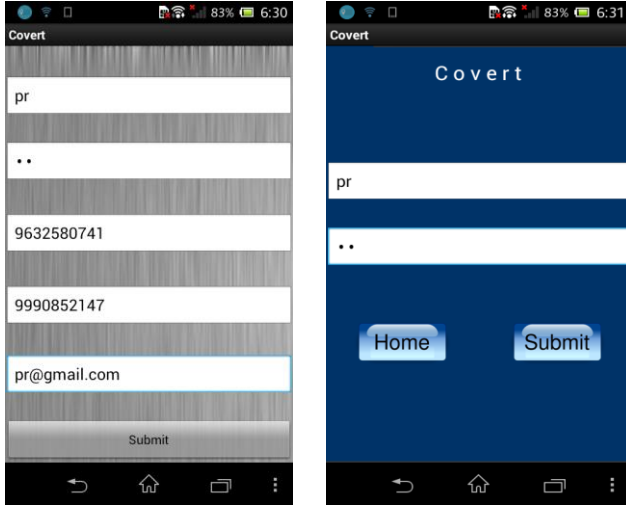 83% 6:30
Covert
pr
••
9632580741
9990852147
pr@gmail.com
Submit
83% 6:31
Covert
Covert
pr
••
Home
Submit